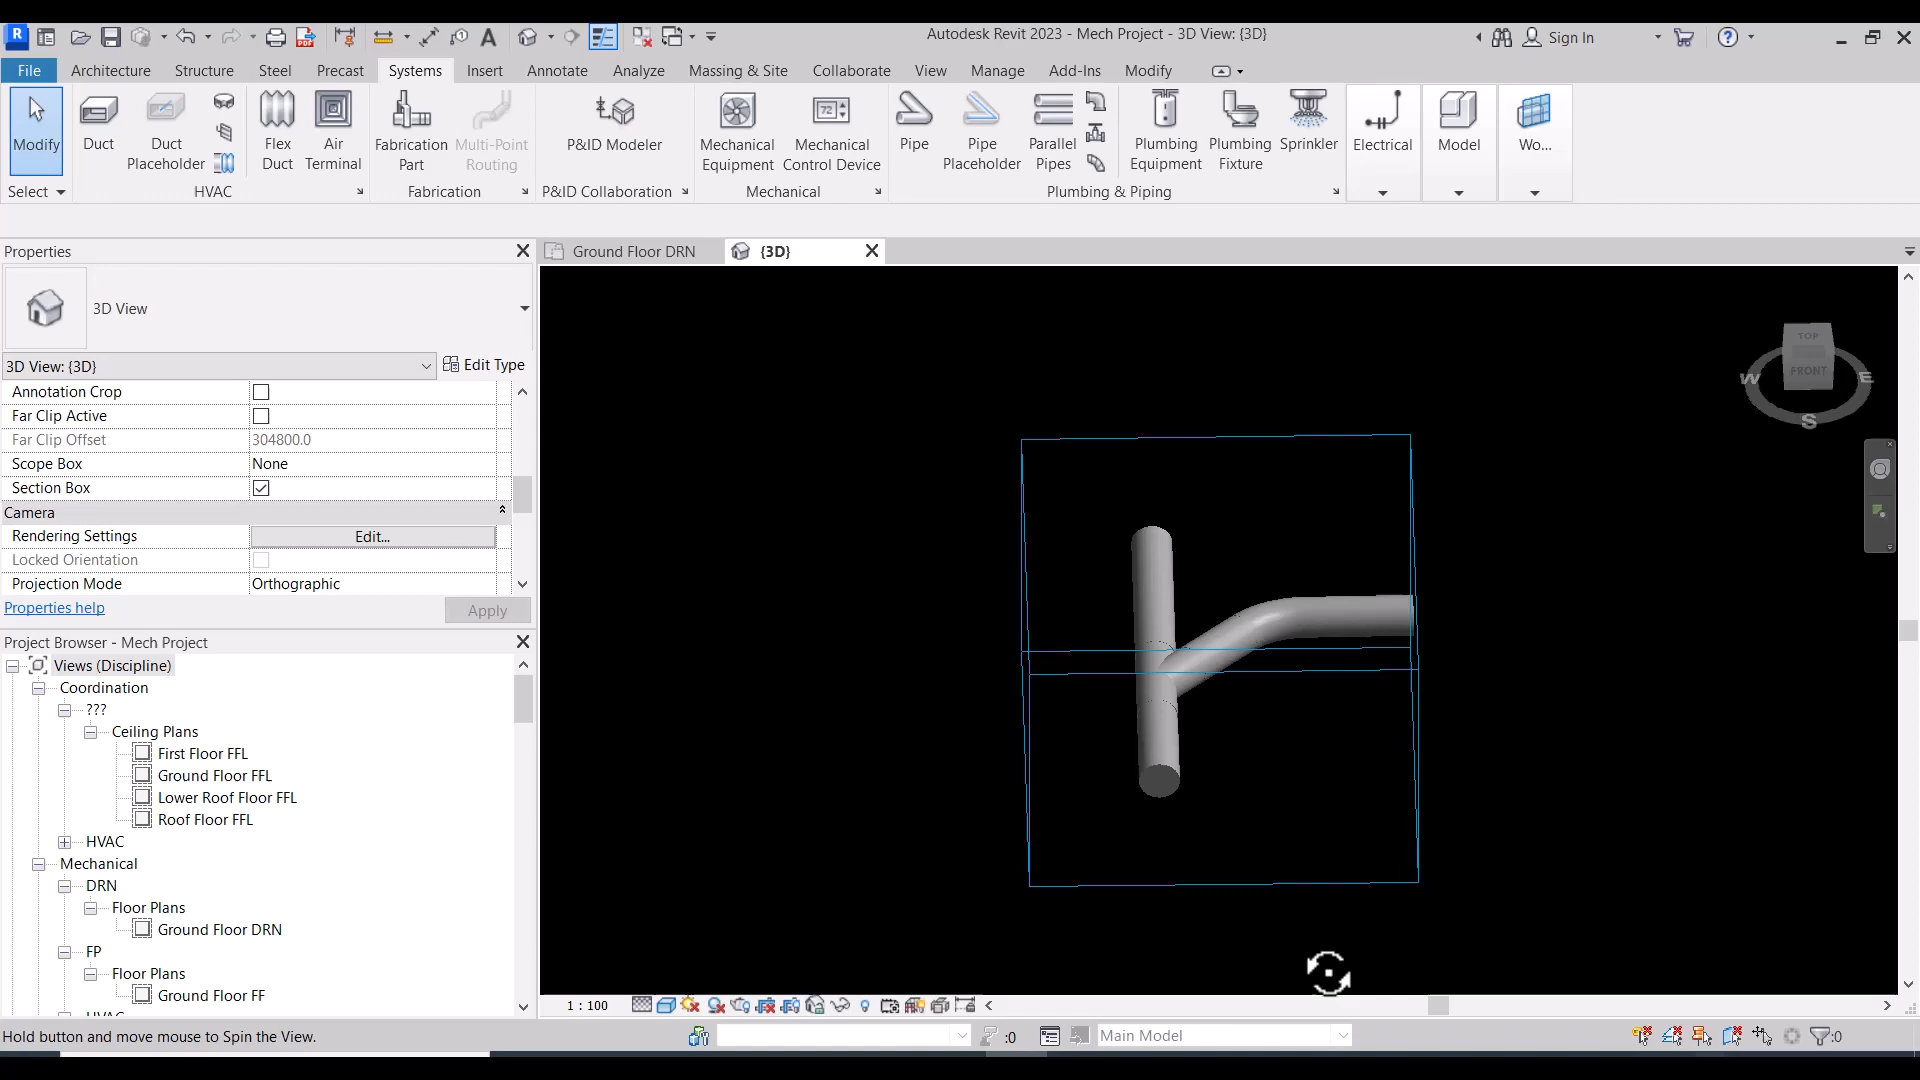 Autodesk Revit 2023 - Mech Project - 3D View: {3D}
Sign In
File
Architecture
Structure
Steel
Precast
Systems
Insert
Annotate
Analyze
Massing & Site
Collaborate
View
Manage
Add-Ins
Modify
Modify
Duct
Duct
Placeholder
Flex
Duct
Air
Terminal
Fabrication
Part
Multi-Point
Routing
P&ID Modeler
Mechanical
Equipment
72
Mechanical
Control Device
Pipe
Pipe
Placeholder
Parallel
Pipes
Plumbing
Equipment
Plumbing
Fixture
Sprinkler
Electrical
Model
Wo...
Select
HVAC
Fabrication
P&ID Collaboration
Mechanical
Plumbing & Piping
Properties
Ground Floor DRN
{3D}
3D View
3D View: {3D}
Edit Type
Annotation Crop
Far Clip Active
Far Clip Offset 304800.0
Scope Box None
Section Box
Camera
Rendering Settings Edit...
Locked Orientation
Projection Mode Orthographic
Properties help
Apply
Project Browser - Mech Project
Views (Discipline)
Coordination
???
Ceiling Plans
First Floor FFL
Ground Floor FFL
Lower Roof Floor FFL
Roof Floor FFL
HVAC
Mechanical
DRN
Floor Plans
Ground Floor DRN
FP
Floor Plans
Ground Floor FF
HVAC
TOP
FRONT
W
E
S
1 : 100
Hold button and move mouse to Spin the View.
:0
Main Model
:0